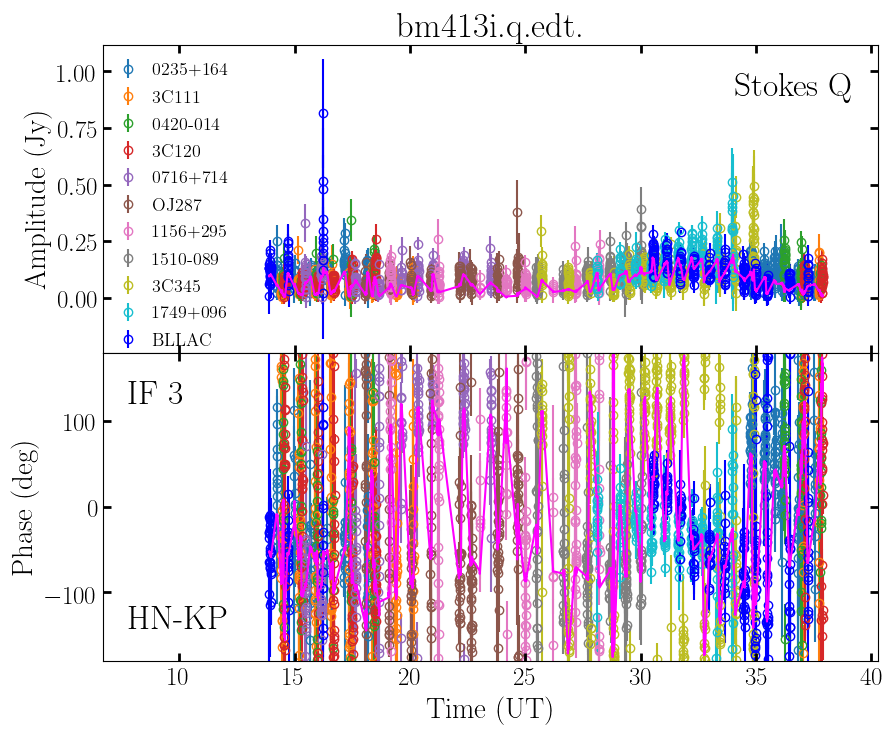 bm413i.q.edt.
Stokes Q
Amplitude (Jy)
1.00
0.75
0.50
0.25
0.00
0235+164
3C111
0420-014
3C120
0716+714
OJ287
1156+295
1510-089
3C345
1749+096
BLLAC
IF 3
HN-KP
Phase (deg)
100
0
−100
10 15 20 25 30 35 40
Time (UT)